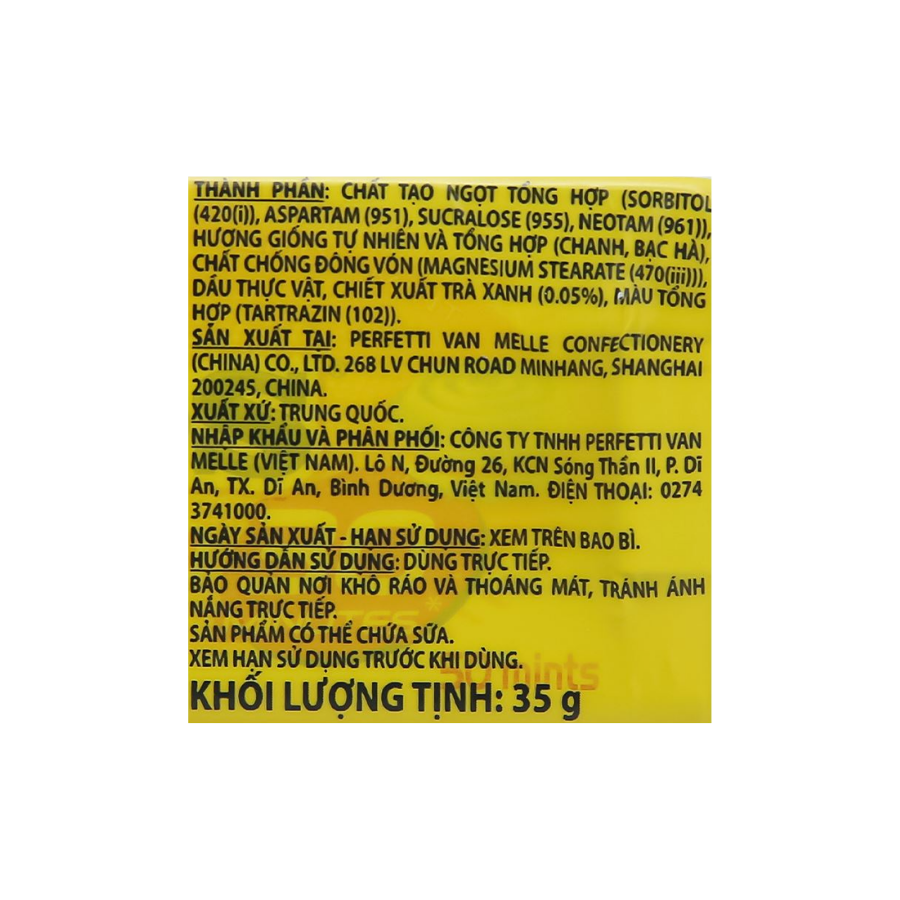 THÀNH PHẦN: CHẤT TẠO NGỌT TỔNG HỢP (SORBITOL
(420(i)), ASPARTAM (951), SUCRALOSE (955), NEOTAM (961)),
HƯƠNG GIỐNG TỰ NHIÊN VÀ TỔNG HỢP (CHANH, BẠC HÀ),
CHẤT CHỐNG ĐÔNG VÓN (MAGNESIUM STEARATE (470(iii))),
DẦU THỰC VẬT, CHIẾT XUẤT TRÀ XANH (0.05%), MÀU TỔNG
HỢP (TARTRAZIN (102)).
SẢN XUẤT TẠI: PERFETTI VAN MELLE CONFECTIONERY
(CHINA) CO., LTD. 268 LV CHUN ROAD MINHANG, SHANGHAI
200245, CHINA.
XUẤT XỨ: TRUNG QUỐC.
NHẬP KHẨU VÀ PHÂN PHỐI: CÔNG TY TNHH PERFETTI VAN
MELLE (VIỆT NAM). Lô N, Đường 26, KCN Sóng Thần II, P. Dĩ
An, TX. Dĩ An, Bình Dương, Việt Nam. ĐIỆN THOẠI: 0274
3741000.
NGÀY SẢN XUẤT - HẠN SỬ DỤNG: XEM TRÊN BAO BÌ.
HƯỚNG DẪN SỬ DỤNG: DÙNG TRỰC TIẾP.
BẢO QUẢN NƠI KHÔ RÁO VÀ THOÁNG MÁT, TRÁNH ÁNH
NẮNG TRỰC TIẾP.
SẢN PHẨM CÓ THỂ CHỨA SỮA.
XEM HẠN SỬ DỤNG TRƯỚC KHI DÙNG.
50 mints
KHỐI LƯỢNG TỊNH: 35 g